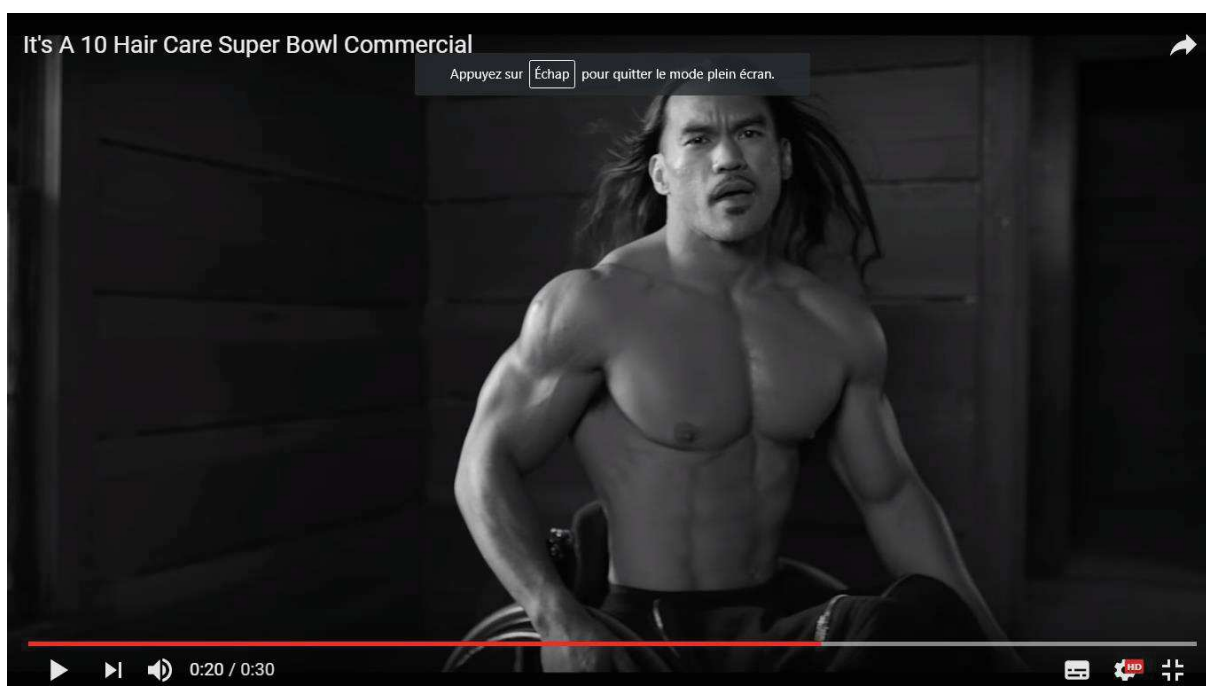 It's A 10 Hair Care Super Bowl Commercial
Appuyez sur Échap pour quitter le mode plein écran.
0:20 / 0:30
HD